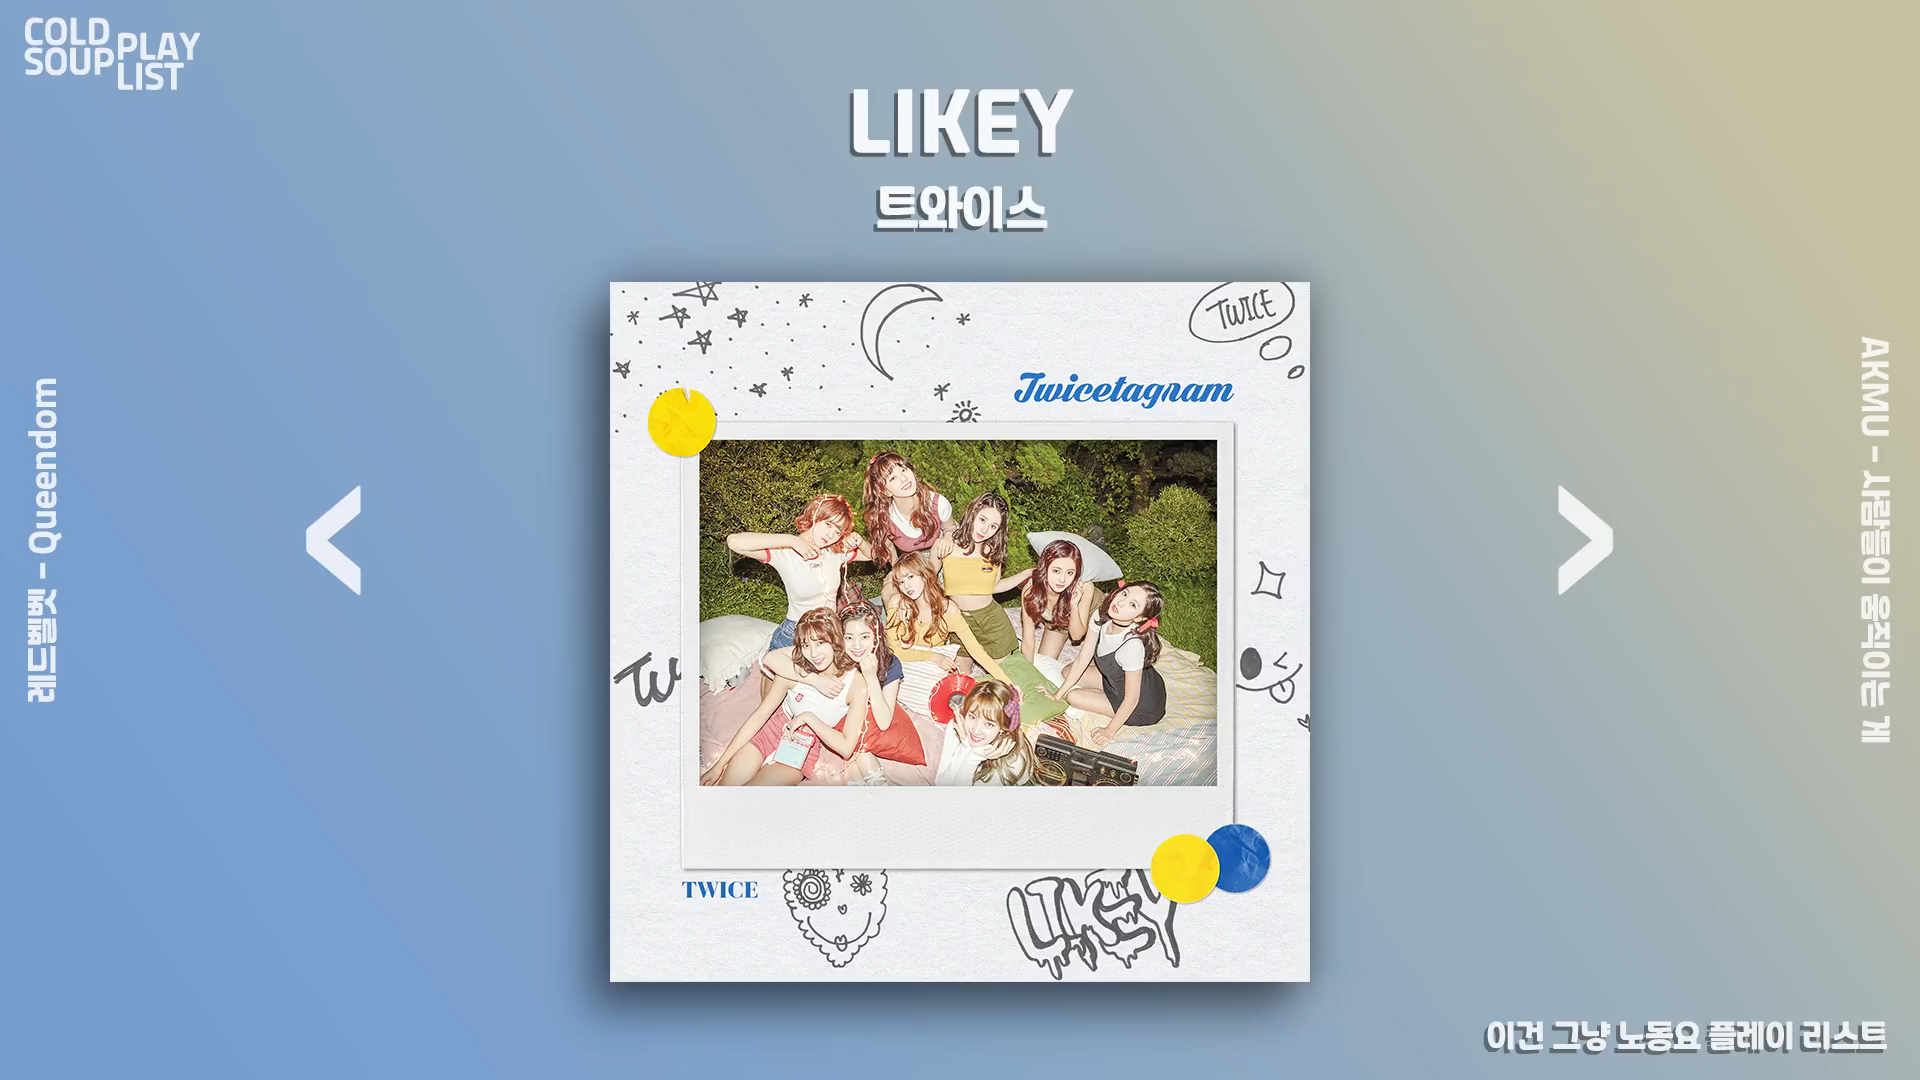 COLD
SOUP PLAY
LIST
LIKEY
트와이스
TWICE
Twicetagram
레드벨벳 - Queendom
AKMU - 사람들이 움직이는 게
TWICE
LIKEY
이건 그냥 노동요 플레이 리스트